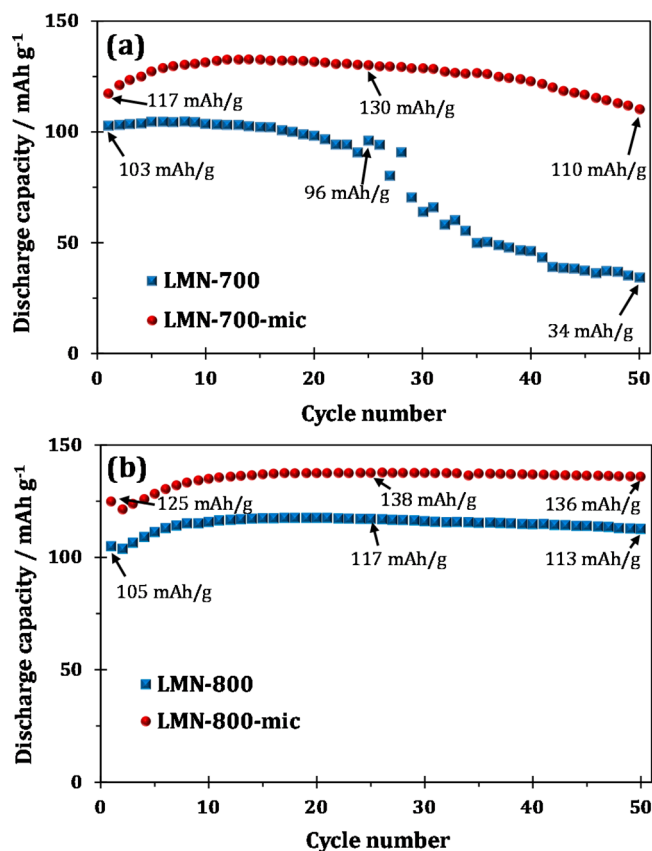 (a)
Discharge capacity / mAh g⁻¹
150
100
50
0
117 mAh/g
130 mAh/g
110 mAh/g
103 mAh/g
96 mAh/g
34 mAh/g
LMN-700
LMN-700-mic
0 10 20 30 40 50
Cycle number
(b)
Discharge capacity / mAh g⁻¹
150
100
50
0
125 mAh/g
138 mAh/g
136 mAh/g
105 mAh/g
117 mAh/g
113 mAh/g
LMN-800
LMN-800-mic
0 10 20 30 40 50
Cycle number